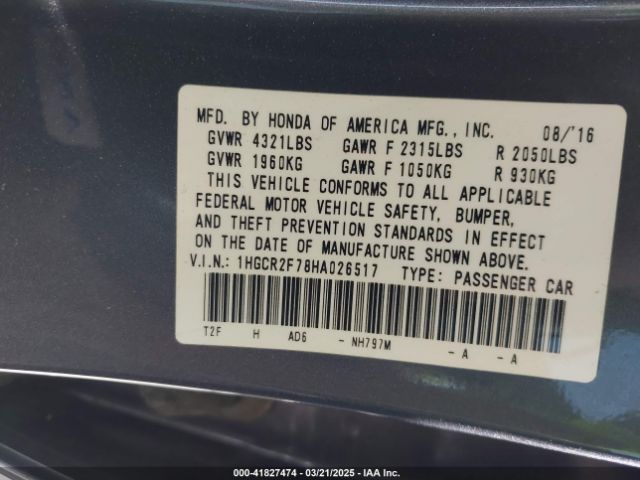 MFD. BY HONDA OF AMERICA MFG., INC. 08/'16
GVWR 4321LBS GAWR F 2315LBS R 2050LBS
GVWR 1960KG GAWR F 1050KG R 930KG
THIS VEHICLE CONFORMS TO ALL APPLICABLE
FEDERAL MOTOR VEHICLE SAFETY, BUMPER,
AND THEFT PREVENTION STANDARDS IN EFFECT
ON THE DATE OF MANUFACTURE SHOWN ABOVE.
V.I.N.: 1HGCR2F78HA026517 TYPE: PASSENGER CAR
T2F H AD6 - NH797M - A - A
000-41827474 — 03/21/2025 — IAA Inc.